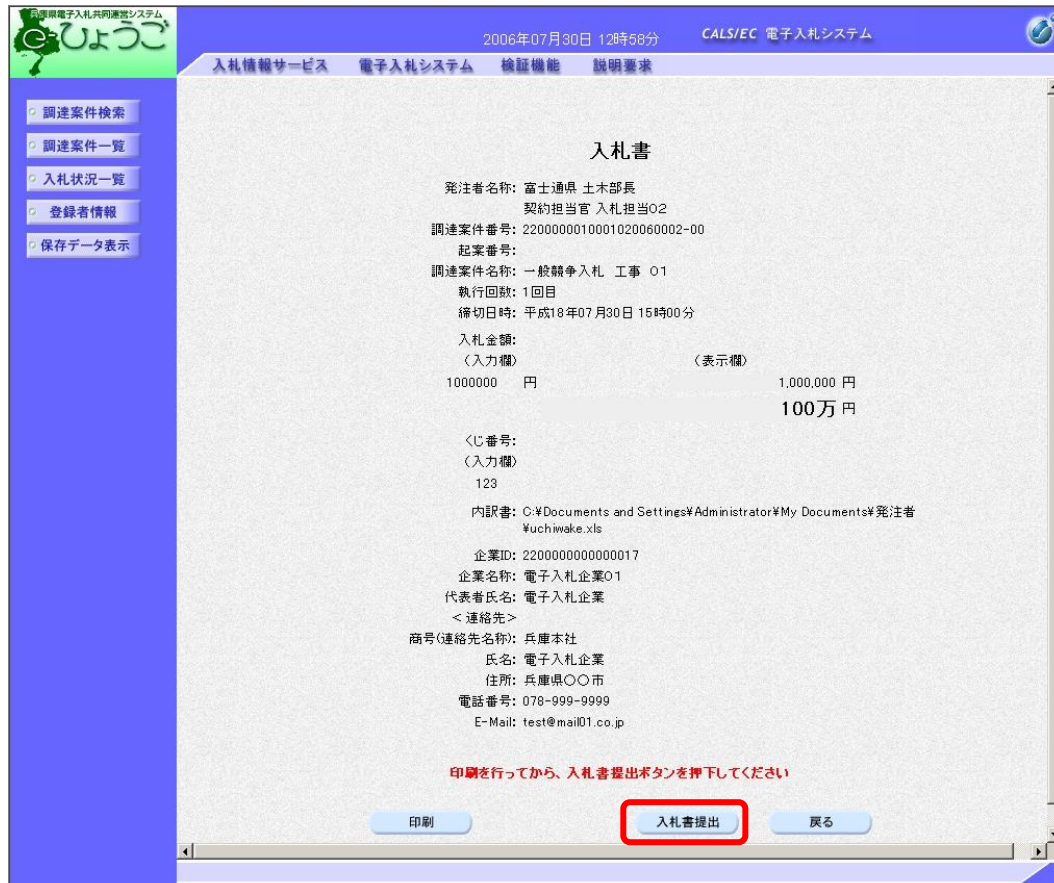 兵庫県電子入札共同運営システム
eひょうご
2006年07月30日 12時58分
CALS/EC 電子入札システム
入札情報サービス 電子入札システム 検証機能 説明要求
調達案件検索
調達案件一覧
入札状況一覧
登録者情報
保存データ表示
入札書
発注者名称: 富士通県 土木部長
契約担当官 入札担当02
調達案件番号: 2200000010001020060002-00
起案番号:
調達案件名称: 一般競争入札 工事 01
執行回数: 1回目
締切日時: 平成18年07月30日 15時00分
入札金額:
(入力欄) (表示欄)
1000000 円 1,000,000 円
100万 円
くじ番号:
(入力欄)
123
内訳書: C:¥Documents and Settings¥Administrator¥My Documents¥発注者
¥uchiwake.xls
企業ID: 2200000000000017
企業名称: 電子入札企業01
代表者氏名: 電子入札企業
<連絡先>
商号(連絡先名称): 兵庫本社
氏名: 電子入札企業
住所: 兵庫県〇〇市
電話番号: 078-999-9999
E-Mail: test@mail01.co.jp
印刷を行ってから、入札書提出ボタンを押下してください
印刷 入札書提出 戻る